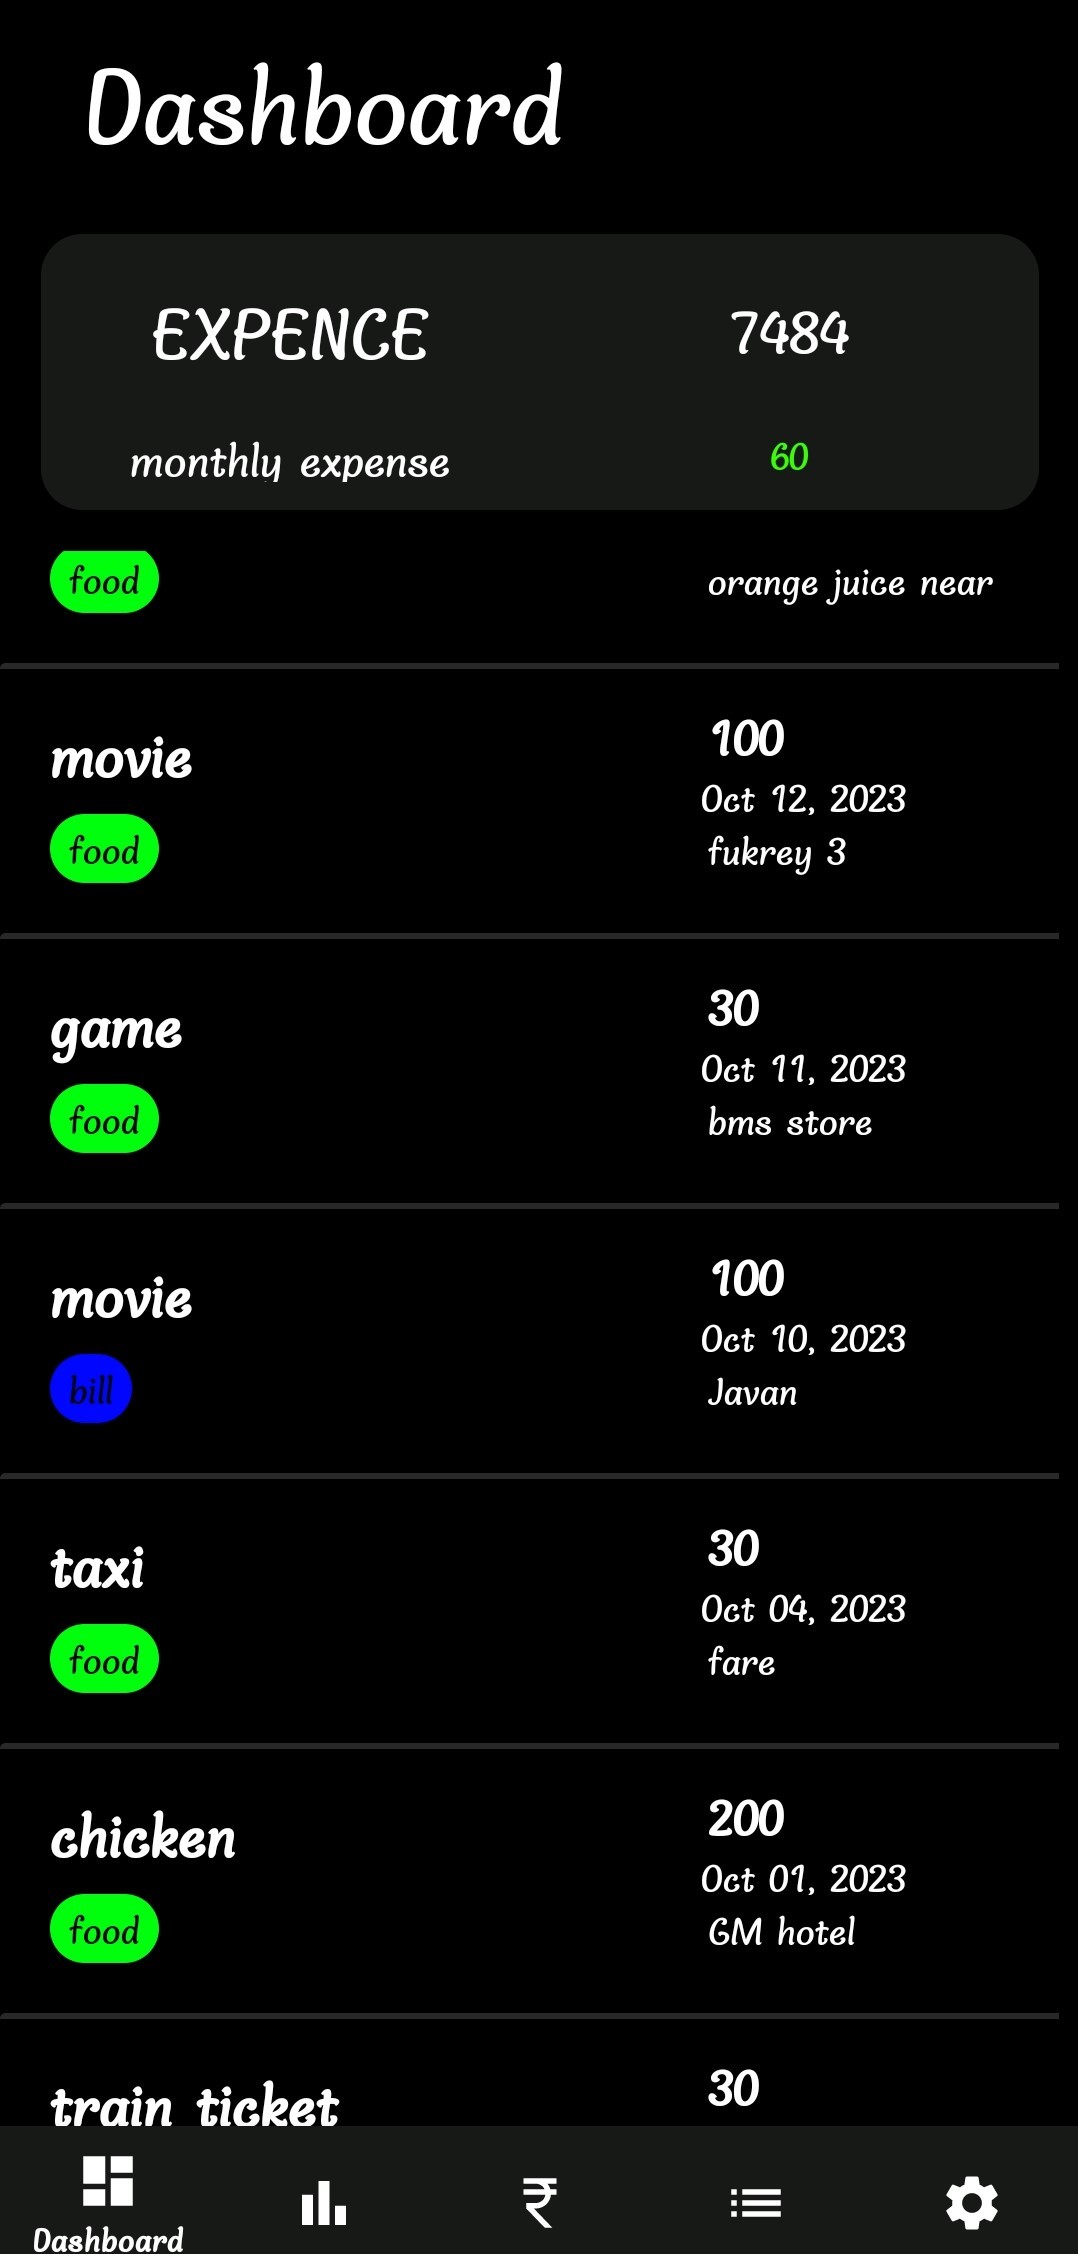 Dashboard
EXPENCE 7484
monthly expense 60
food orange juice near
movie 100
Oct 12, 2023
food fukrey 3
game 30
Oct 11, 2023
food bms store
movie 100
Oct 10, 2023
bill Javan
taxi 30
Oct 04, 2023
food fare
chicken 200
Oct 01, 2023
food GM hotel
train ticket 30
₹
Dashboard